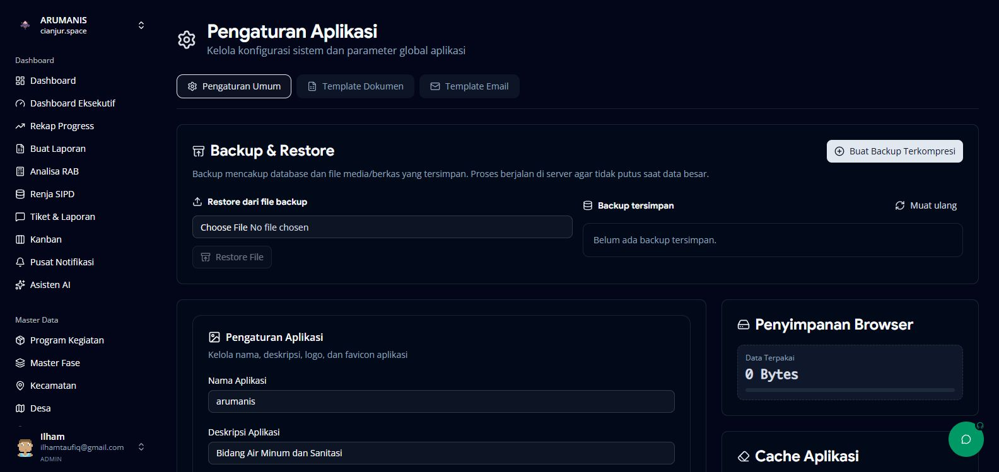 ARUMANIS
cianjur.space
Dashboard
Dashboard
Dashboard Eksekutif
Rekap Progress
Buat Laporan
Analisa RAB
Renja SIPD
Tiket & Laporan
Kanban
Pusat Notifikasi
Asisten AI
Master Data
Program Kegiatan
Master Fase
Kecamatan
Desa
Ilham
ilhamtaufiq@gmail.com
ADMIN
Pengaturan Aplikasi
Kelola konfigurasi sistem dan parameter global aplikasi
Pengaturan Umum
Template Dokumen
Template Email
Backup & Restore
Buat Backup Terkompresi
Backup mencakup database dan file media/berkas yang tersimpan. Proses berjalan di server agar tidak putus saat data besar.
Restore dari file backup
Choose File No file chosen
Restore File
Backup tersimpan
Muat ulang
Belum ada backup tersimpan.
Pengaturan Aplikasi
Kelola nama, deskripsi, logo, dan favicon aplikasi
Nama Aplikasi
arumanis
Deskripsi Aplikasi
Bidang Air Minum dan Sanitasi
Penyimpanan Browser
Data Terpakai
0 Bytes
Cache Aplikasi